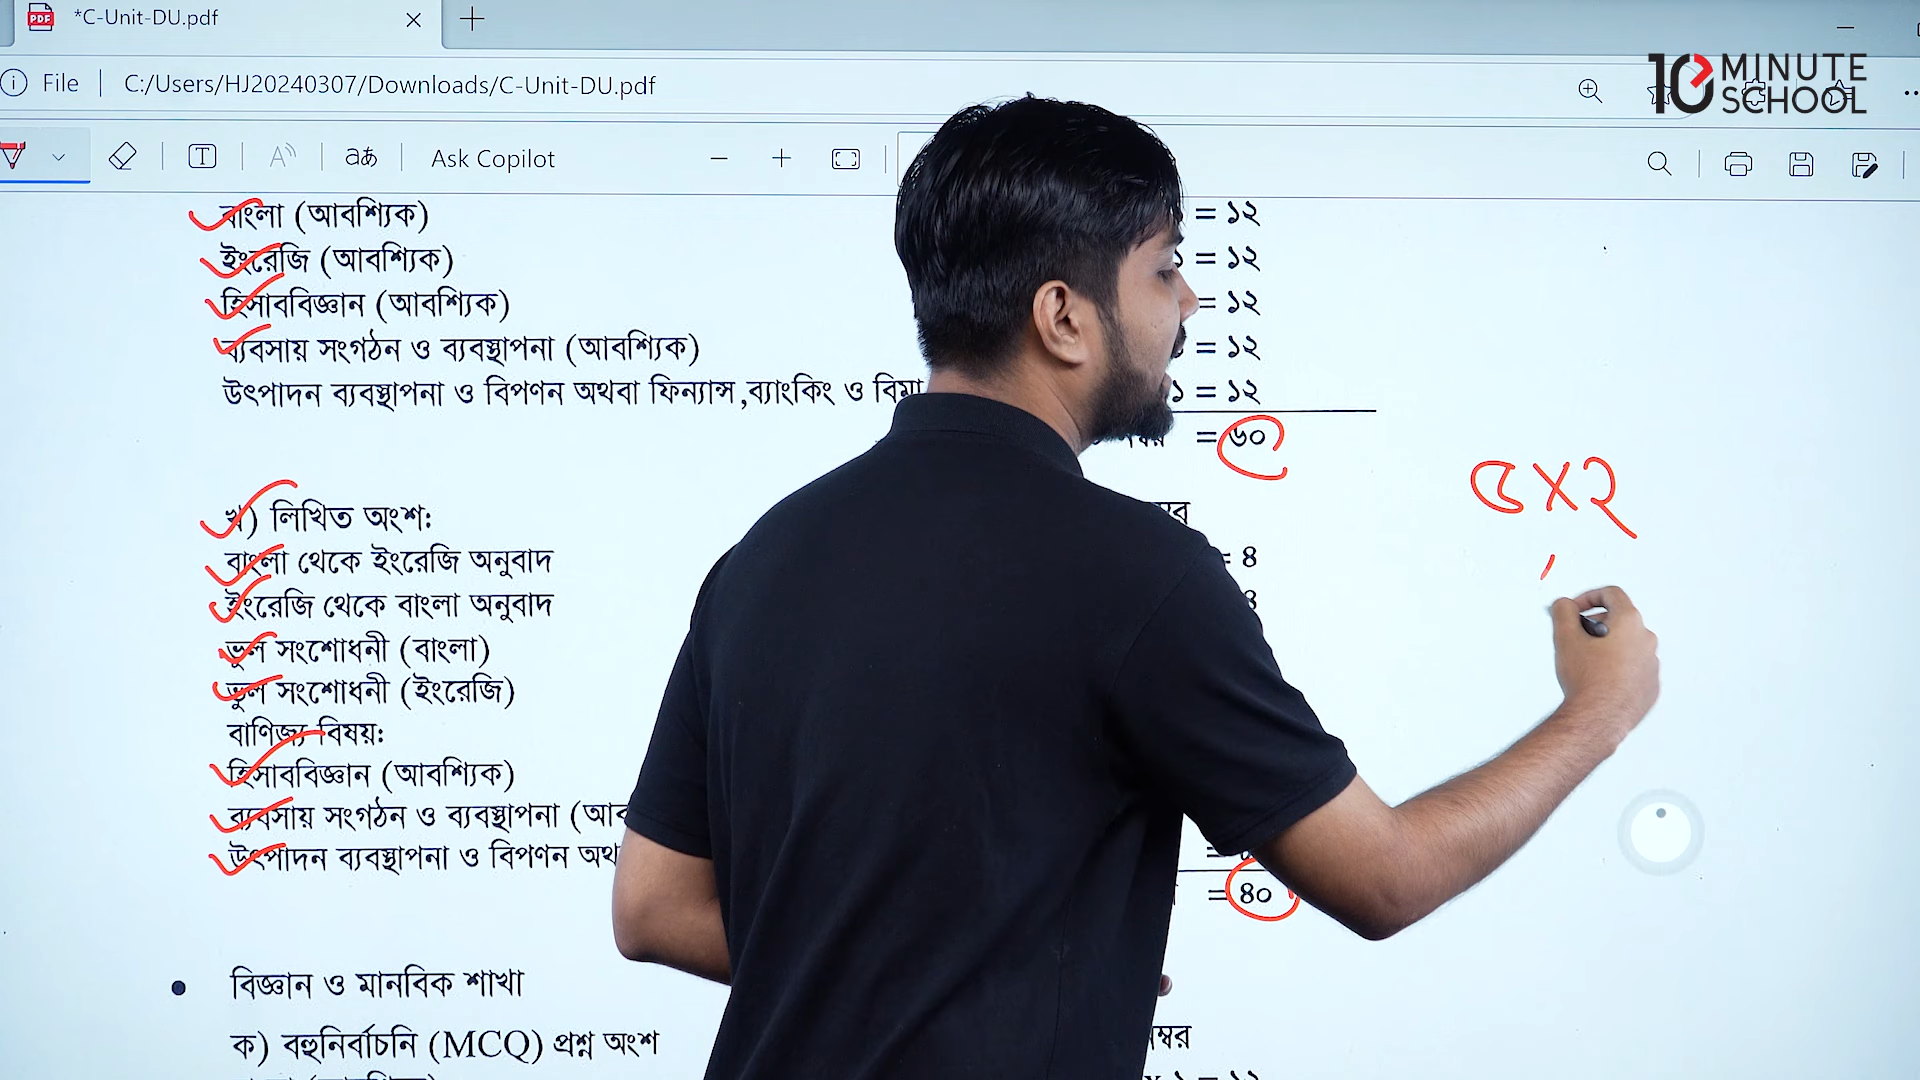 *C-Unit-DU.pdf
File C:/Users/HJ20240307/Downloads/C-Unit-DU.pdf
10 MINUTE SCHOOL
Ask Copilot
বাংলা (আবশ্যিক) = ১২
ইংরেজি (আবশ্যিক) ১ = ১২
হিসাববিজ্ঞান (আবশ্যিক) = ১২
ব্যবসায় সংগঠন ও ব্যবস্থাপনা (আবশ্যিক) = ১২
উৎপাদন ব্যবস্থাপনা ও বিপণন অথবা ফিন্যান্স,ব্যাংকিং ও বিমা ১ = ১২
= ৬০
৫X২
খ) লিখিত অংশ:
বাংলা থেকে ইংরেজি অনুবাদ = ৪
ইংরেজি থেকে বাংলা অনুবাদ
ভুল সংশোধনী (বাংলা)
ভুল সংশোধনী (ইংরেজি)
বাণিজ্য বিষয়:
হিসাববিজ্ঞান (আবশ্যিক)
ব্যবসায় সংগঠন ও ব্যবস্থাপনা
উৎপাদন ব্যবস্থাপনা ও বিপণন
= ৪০
• বিজ্ঞান ও মানবিক শাখা
ক) বহুনির্বাচনি (MCQ) প্রশ্ন অংশ